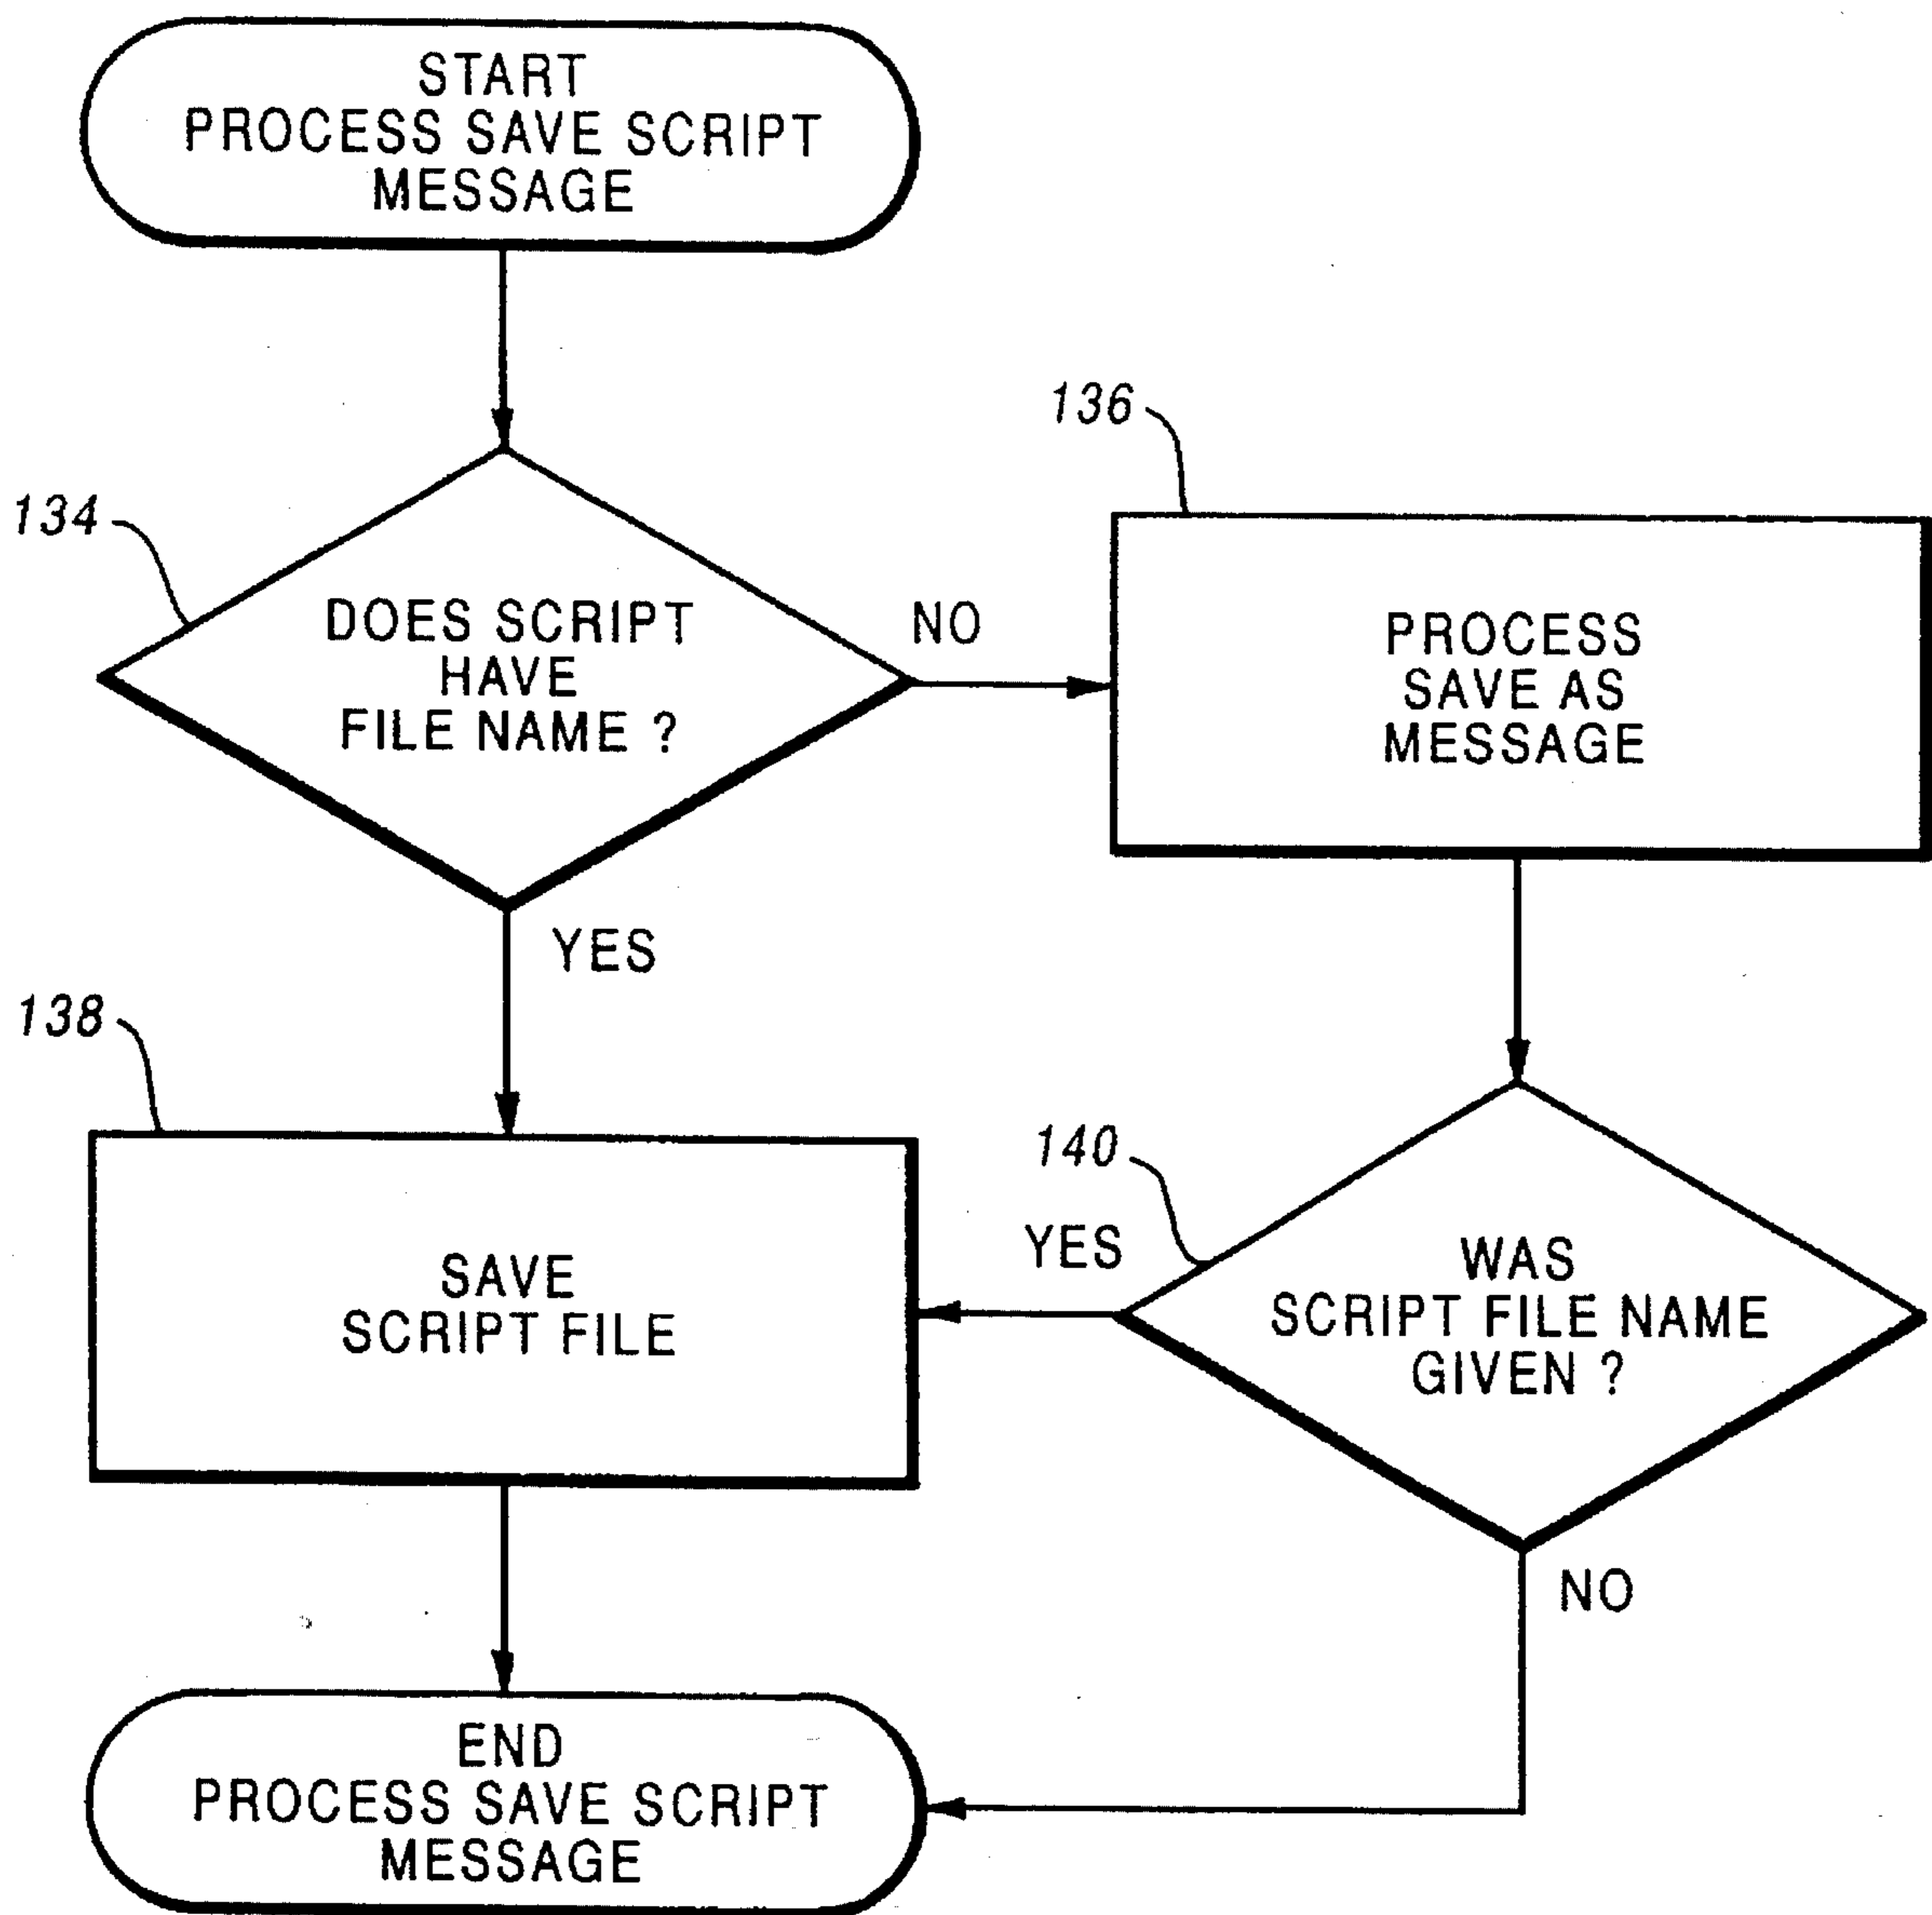 START
PROCESS SAVE SCRIPT
MESSAGE
136
134
DOES SCRIPT
HAVE
FILE NAME ?
NO
PROCESS
SAVE AS
MESSAGE
YES
138
140
YES
SAVE
SCRIPT FILE
WAS
SCRIPT FILE NAME
GIVEN ?
NO
END
PROCESS SAVE SCRIPT
MESSAGE